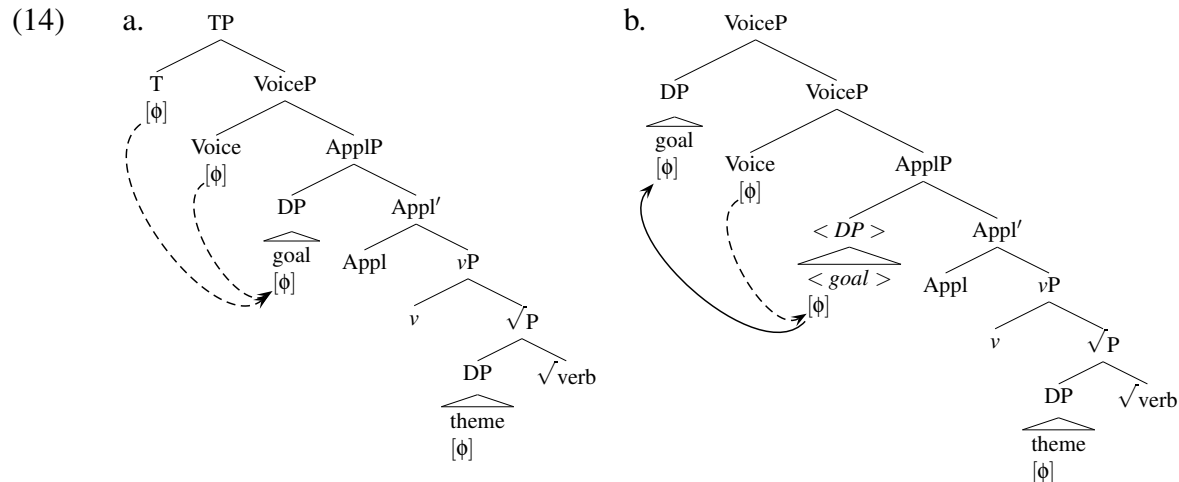 (14) a. TP b. VoiceP
T VoiceP DP VoiceP
[ϕ] goal
Voice ApplP [ϕ] Voice ApplP
[ϕ] [ϕ]
DP Appl′ < DP > Appl′
goal Appl vP < goal > Appl vP
[ϕ] [ϕ]
v √P v √P
DP √verb DP √verb
theme theme
[ϕ] [ϕ]